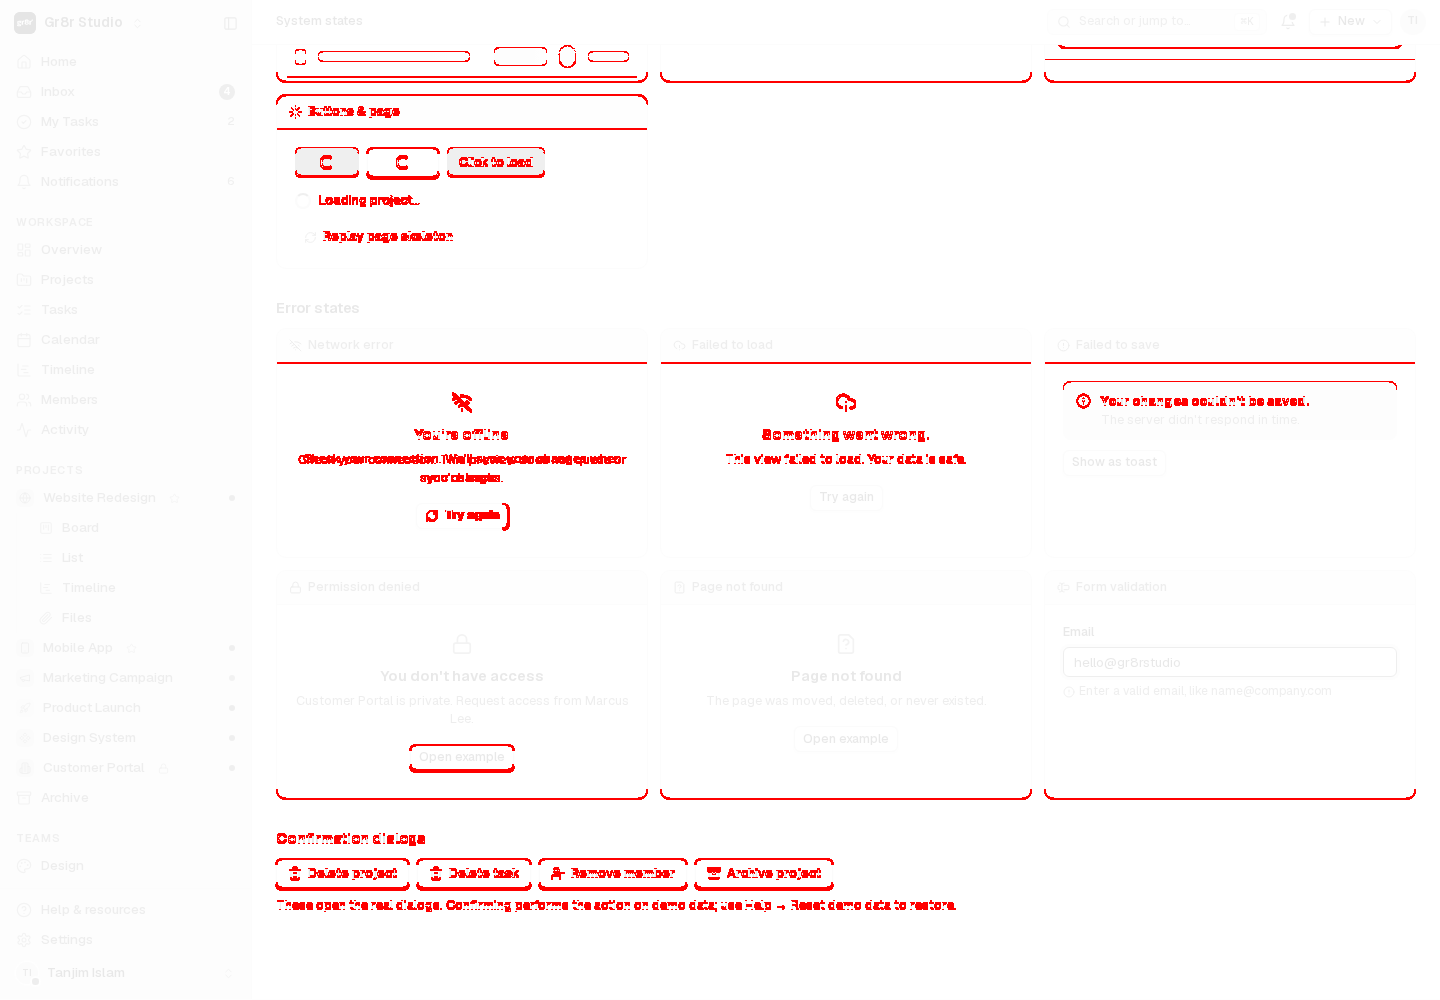 Gr8r Studio
System states
Search or jump to...
⌘K
New
TI
Home
Inbox
4
My Tasks
2
Favorites
Notifications
6
WORKSPACE
Overview
Projects
Tasks
Calendar
Timeline
Members
Activity
PROJECTS
Website Redesign
Board
List
Timeline
Files
Mobile App
Marketing Campaign
Product Launch
Design System
Customer Portal
Archive
TEAMS
Design
Help & resources
Settings
TI
Tanjim Islam
Buttons & page
Click to load
Loading project...
Replay page skeleton
Error states
Network error
You're offline
Try again
Failed to load
Something went wrong.
This view failed to load. Your data is safe.
Try again
Failed to save
Your changes couldn't be saved.
The server didn't respond in time.
Show as toast
Permission denied
You don't have access
Customer Portal is private. Request access from Marcus
Lee.
Open example
Page not found
Page not found
The page was moved, deleted, or never existed.
Open example
Form validation
Email
hello@gr8rstudio
Enter a valid email, like name@company.com
Confirmation dialogs
Delete project
Delete task
Remove member
Archive project
These open the real dialogs. Confirming performs the action on demo data; use Help → Reset demo data to restore.